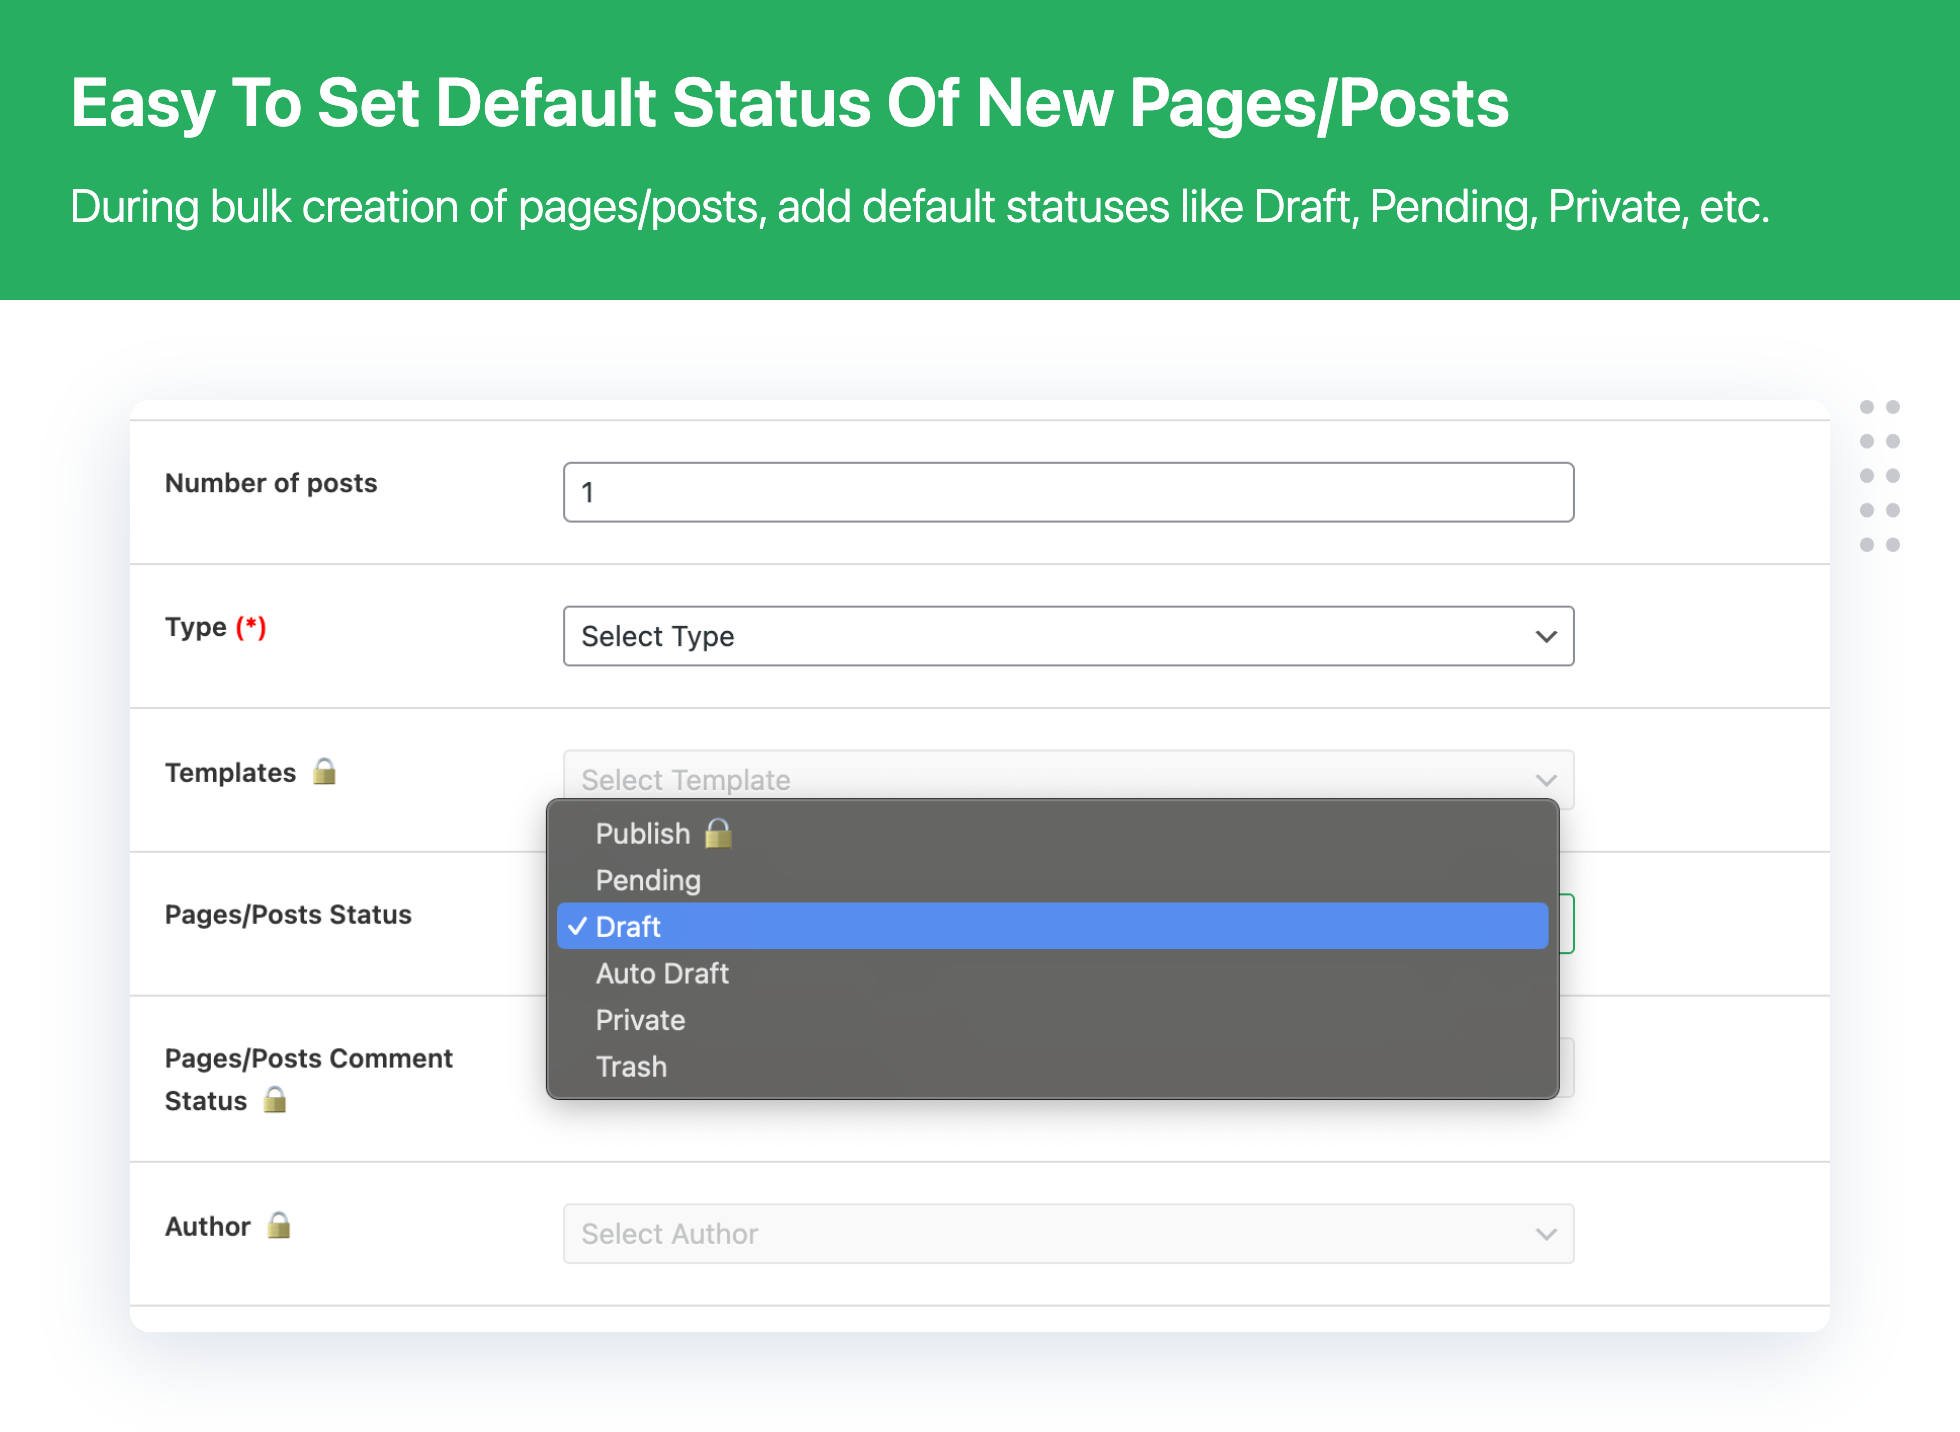 Easy To Set Default Status Of New Pages/Posts
During bulk creation of pages/posts, add default statuses like Draft, Pending, Private, etc.
Number of posts
1
Type (*)
Select Type
Templates
Select Template
Publish
Pending
Pages/Posts Status
Draft
Auto Draft
Private
Trash
Pages/Posts Comment
Status
Author
Select Author